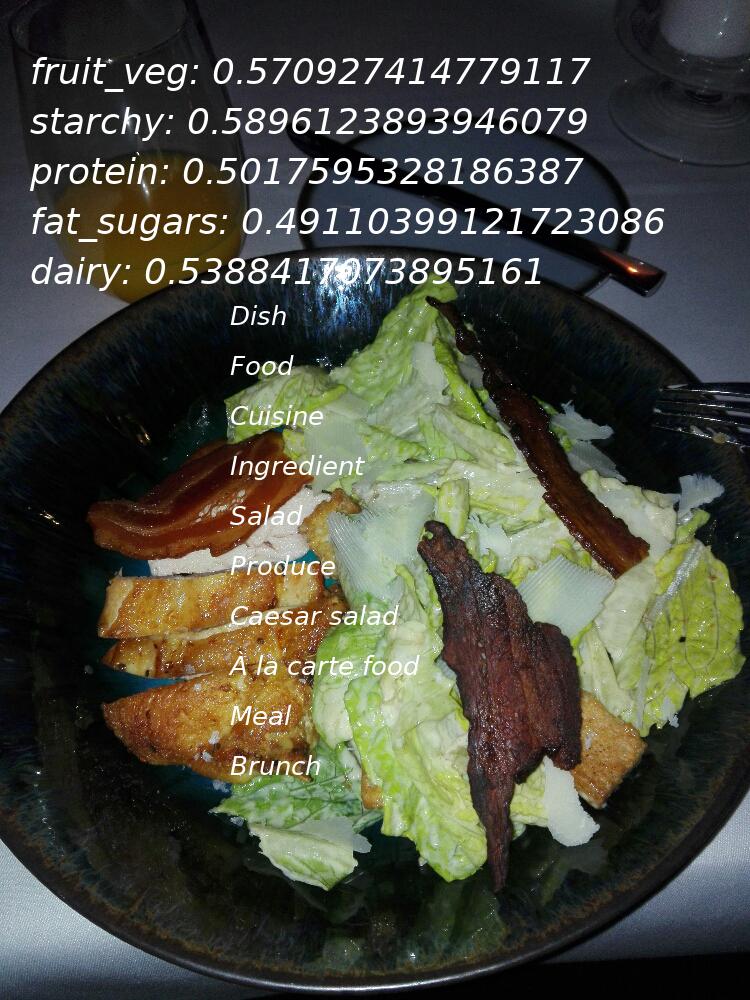 fruit_veg: 0.570927414779117
starchy: 0.5896123893946079
protein: 0.5017595328186387
fat_sugars: 0.49110399121723086
dairy: 0.5388417073895161
Dish
Food
Cuisine
Ingredient
Salad
Produce
Caesar salad
À la carte food
Meal
Brunch